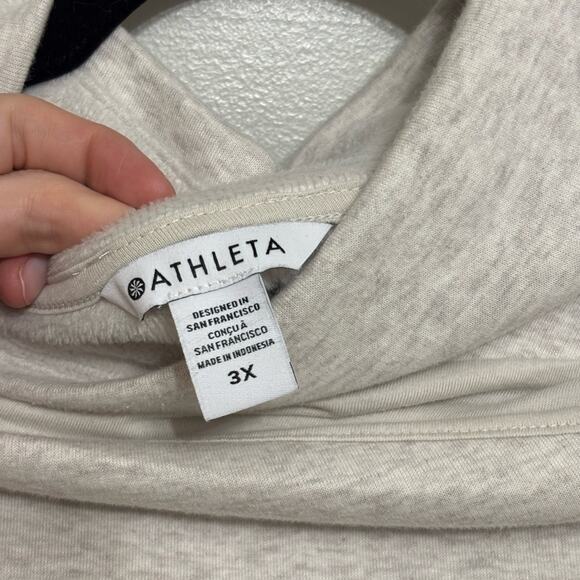 ATHLETA
DESIGNED IN
SAN FRANCISCO
CONÇU À
SAN FRANCISCO
MADE IN INDONESIA
3X